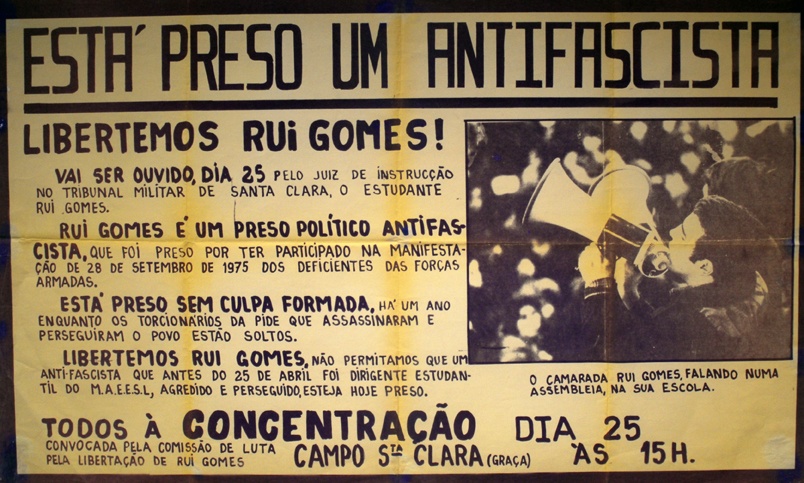 ESTÁ PRESO UM ANTIFASCISTA
LIBERTEMOS RUI GOMES!
VAI SER OUVIDO, DIA 25 PELO JUIZ DE INSTRUCÇÃO
NO TRIBUNAL MILITAR DE SANTA CLARA, O ESTUDANTE
RUI GOMES.
RUI GOMES É UM PRESO POLÍTICO ANTIFAS-
CISTA, QUE FOI PRESO POR TER PARTICIPADO NA MANIFESTA-
ÇÃO DE 28 DE SETEMBRO DE 1975 DOS DEFICIENTES DAS FORÇAS
ARMADAS.
ESTÁ PRESO SEM CULPA FORMADA, HÁ UM ANO
ENQUANTO OS TORCIONÁRIOS DA PIDE QUE ASSASSINARAM E
PERSEGUIRAM O POVO ESTÃO SOLTOS.
LIBERTEMOS RUI GOMES, NÃO PERMITAMOS QUE UM
ANTI-FASCISTA QUE ANTES DO 25 DE ABRIL FOI DIRIGENTE ESTUDAN-
TIL DO M.A.E.E.S.L, AGREDIDO E PERSEGUIDO, ESTEJA HOJE PRESO.
O CAMARADA RUI GOMES, FALANDO NUMA
ASSEMBLEIA, NA SUA ESCOLA.
TODOS À CONCENTRAÇÃO DIA 25
CONVOCADA PELA COMISSÃO DE LUTA
PELA LIBERTAÇÃO DE RUI GOMES
CAMPO STA CLARA (GRAÇA) ÀS 15H.